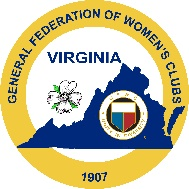 GENERAL FEDERATION OF WOMEN'S CLUBS
VIRGINIA
1907